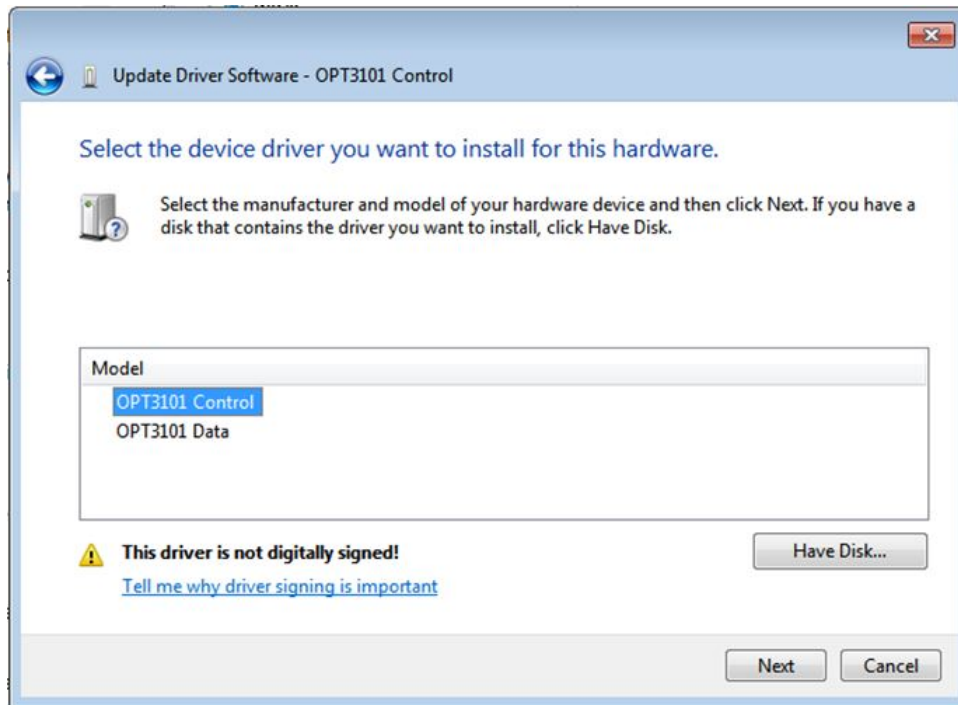 Update Driver Software - OPT3101 Control
Select the device driver you want to install for this hardware.
Select the manufacturer and model of your hardware device and then click Next. If you have a
disk that contains the driver you want to install, click Have Disk.
Model
OPT3101 Control
OPT3101 Data
This driver is not digitally signed!
Have Disk...
Tell me why driver signing is important
Next
Cancel